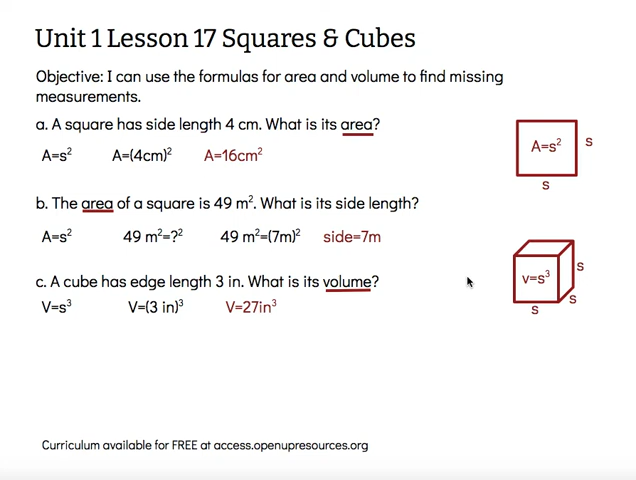 Unit 1 Lesson 17 Squares & Cubes
Objective: I can use the formulas for area and volume to find missing
measurements.
a. A square has side length 4 cm. What is its area?
A=s² A=(4cm)² A=16cm²
A=s² s
s
b. The area of a square is 49 m². What is its side length?
A=s² 49 m²=?² 49 m²=(7m)² side=7m
c. A cube has edge length 3 in. What is its volume?
V=s³ V=(3 in)³ V=27in³
v=s³ s
s
s
Curriculum available for FREE at access.openupresources.org